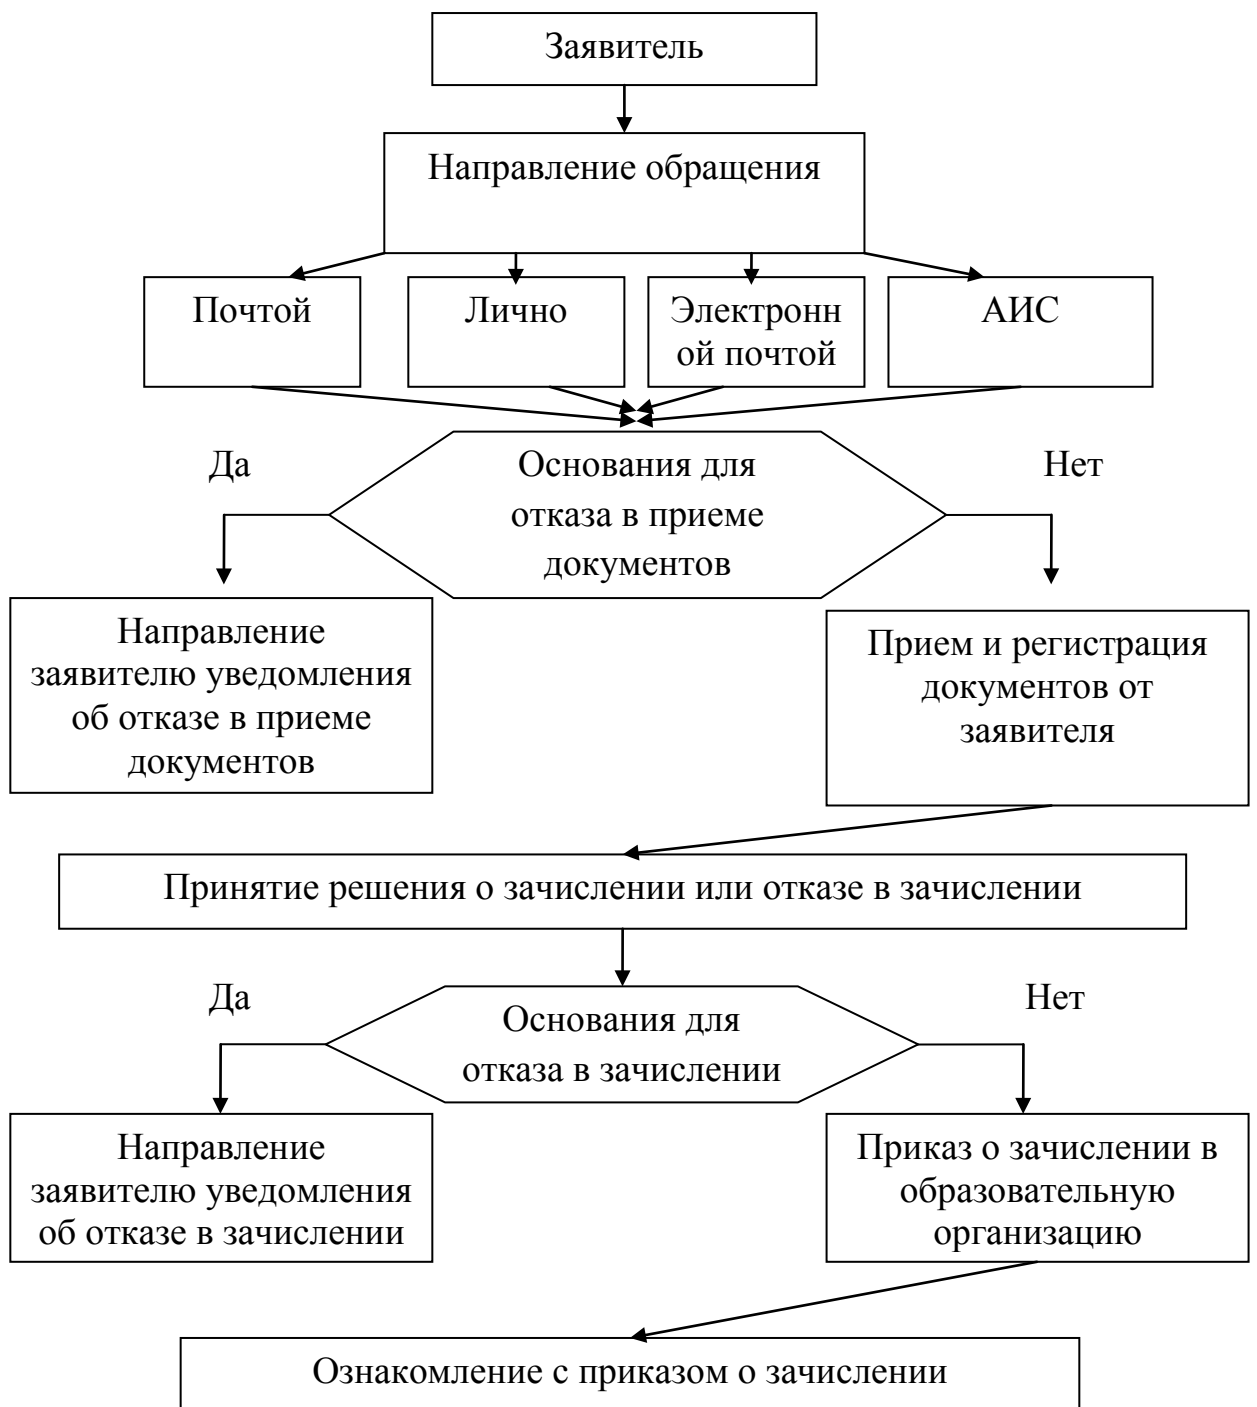 Заявитель
Направление обращения
Почтой
Лично
Электронн
ой почтой
АИС
Да
Основания для
отказа в приеме
документов
Нет
Направление
заявителю уведомления
об отказе в приеме
документов
Прием и регистрация
документов от
заявителя
Принятие решения о зачислении или отказе в зачислении
Да
Основания для
отказа в зачислении
Нет
Направление
заявителю уведомления
об отказе в зачислении
Приказ о зачислении в
образовательную
организацию
Ознакомление с приказом о зачислении